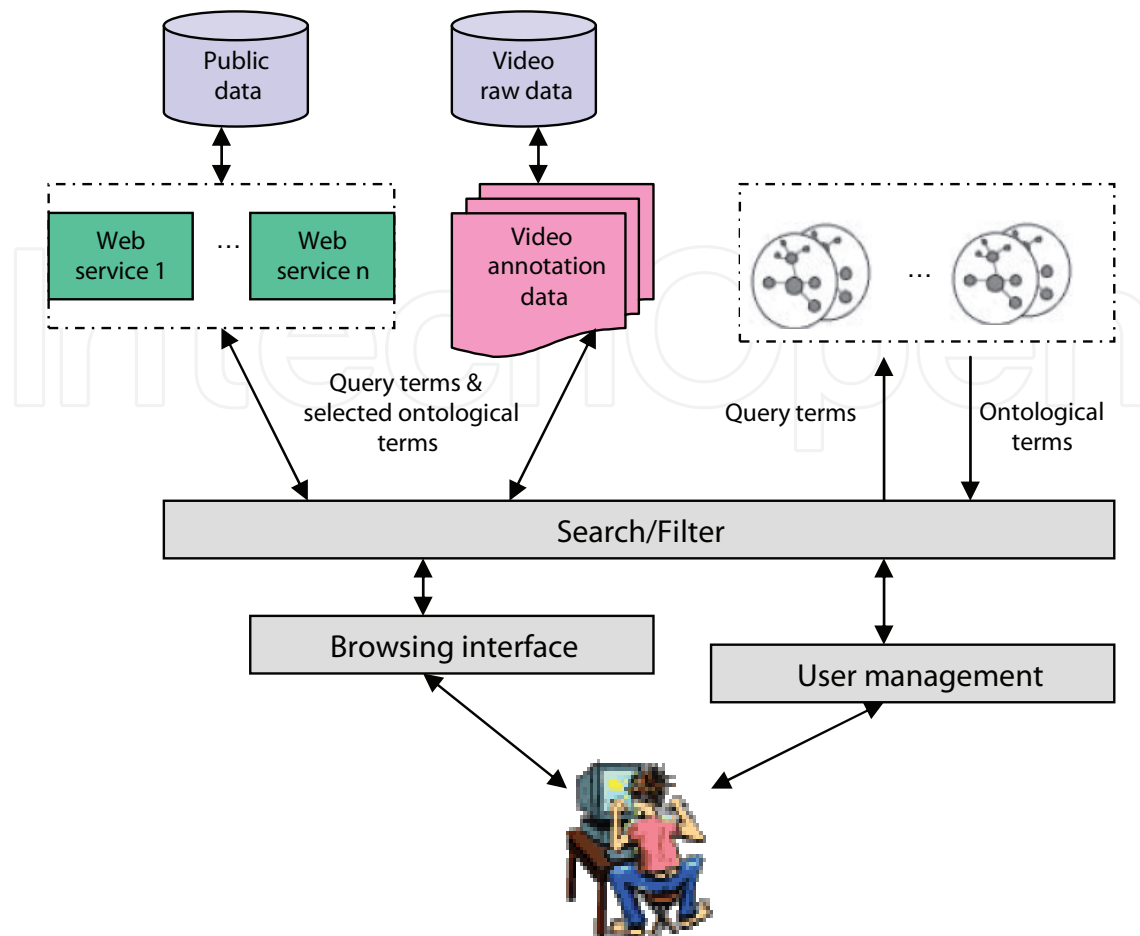 Public
data
Video
raw data
Web
service 1
...
Web
service n
Video
annotation
data
...
IntechOpen
Query terms &
selected ontological
terms
Query terms
Ontological
terms
Search/Filter
Browsing interface
User management